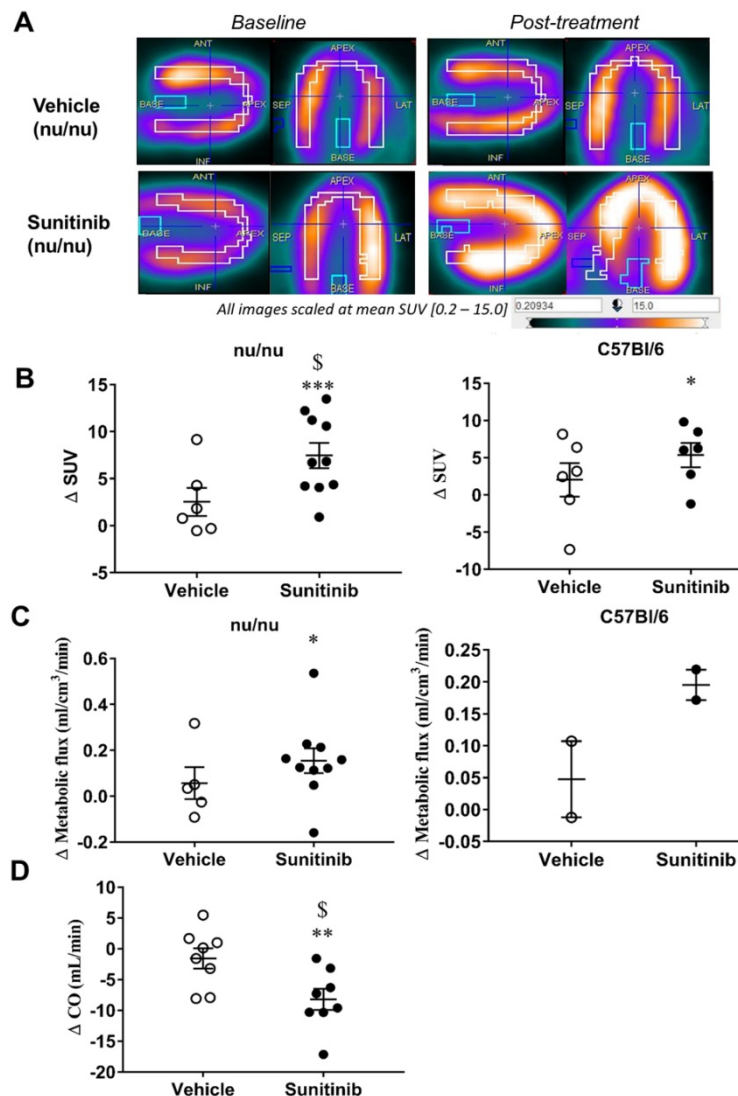 A
Baseline
Post-treatment
Vehicle
(nu/nu)
ANT
BASE
APEX
INF
APEX
SEP
LAT
BASE
ANT
BASE
APEX
INF
APEX
SEP
LAT
BASE
Sunitinib
(nu/nu)
ANT
BASE
APEX
INF
APEX
SEP
LAT
BASE
ANT
BASE
APEX
INF
APEX
SEP
LAT
BASE
All images scaled at mean SUV [0.2 – 15.0]
0.20934
15.0
B
nu/nu
Δ SUV
15
10
5
0
-5
$
***
Vehicle
Sunitinib
C57Bl/6
Δ SUV
15
10
5
0
-5
-10
*
Vehicle
Sunitinib
C
nu/nu
Δ Metabolic flux (ml/cm³/min)
0.6
0.4
0.2
0.0
-0.2
*
Vehicle
Sunitinib
C57Bl/6
Δ Metabolic flux (ml/cm³/min)
0.25
0.20
0.15
0.10
0.05
0.00
-0.05
Vehicle
Sunitinib
D
Δ CO (mL/min)
10
5
0
-5
-10
-15
-20
$
**
Vehicle
Sunitinib